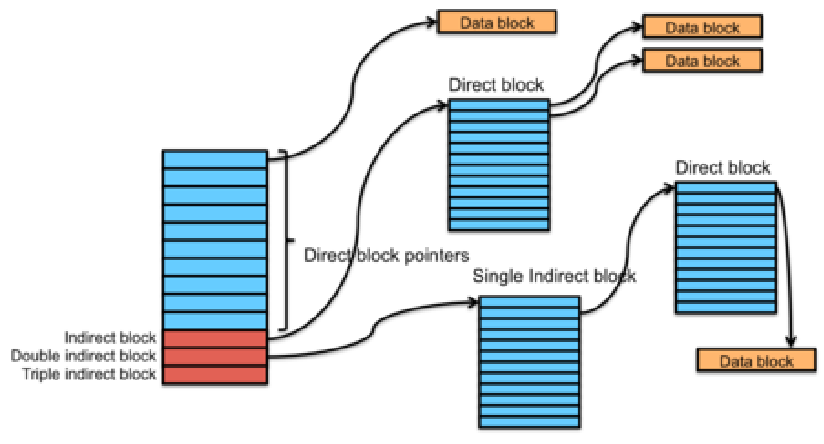 Data block
Data block
Data block
Direct block
Direct block
Direct block pointers
Single Indirect block
Indirect block
Double indirect block
Triple indirect block
Data block